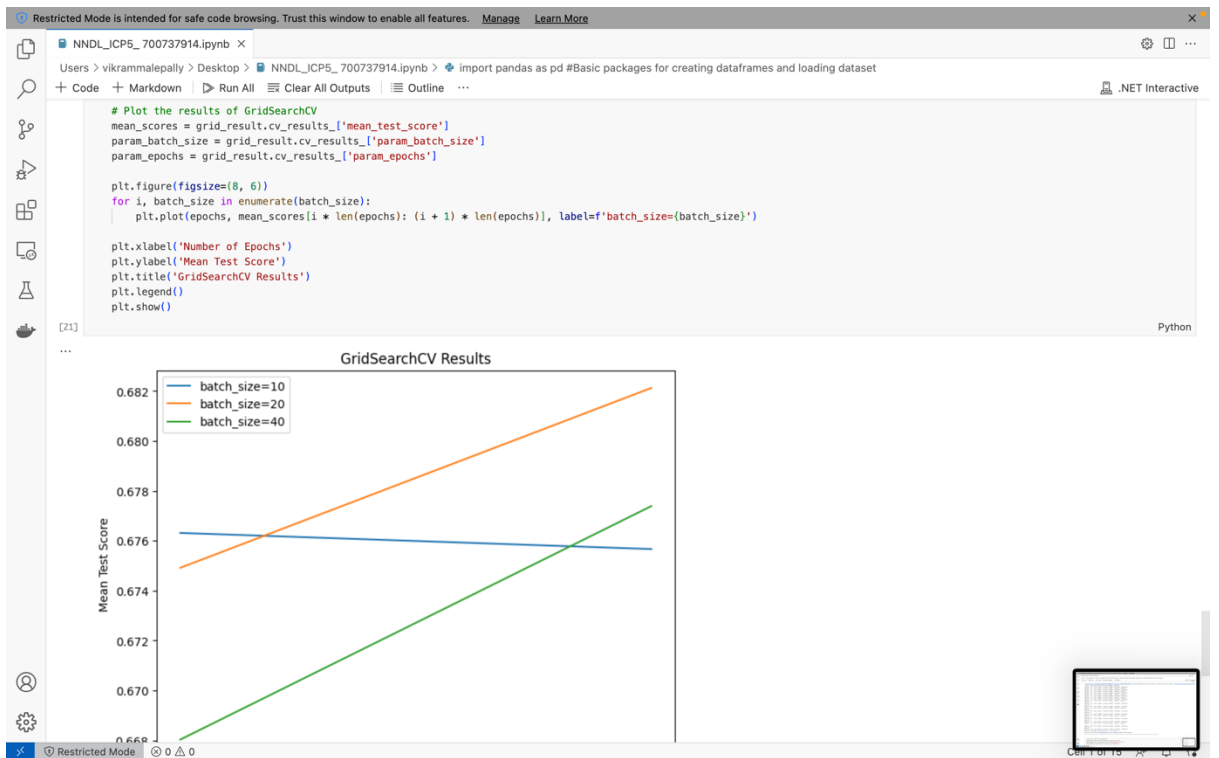 Restricted Mode is intended for safe code browsing. Trust this window to enable all features. Manage Learn More
NNDL_ICP5_ 700737914.ipynb
Users > vikrammalepally > Desktop > NNDL_ICP5_ 700737914.ipynb > import pandas as pd #Basic packages for creating dataframes and loading dataset
+ Code + Markdown Run All Clear All Outputs Outline ... .NET Interactive
# Plot the results of GridSearchCV
mean_scores = grid_result.cv_results_['mean_test_score']
param_batch_size = grid_result.cv_results_['param_batch_size']
param_epochs = grid_result.cv_results_['param_epochs']
plt.figure(figsize=(8, 6))
for i, batch_size in enumerate(batch_size):
    plt.plot(epochs, mean_scores[i * len(epochs): (i + 1) * len(epochs)], label=f'batch_size={batch_size}')
plt.xlabel('Number of Epochs')
plt.ylabel('Mean Test Score')
plt.title('GridSearchCV Results')
plt.legend()
plt.show()
[21]
Python
...
GridSearchCV Results
batch_size=10
batch_size=20
batch_size=40
0.682
0.680
0.678
0.676
0.674
0.672
0.670
0.668
Mean Test Score
Restricted Mode 0 0
Cell 1 of 15